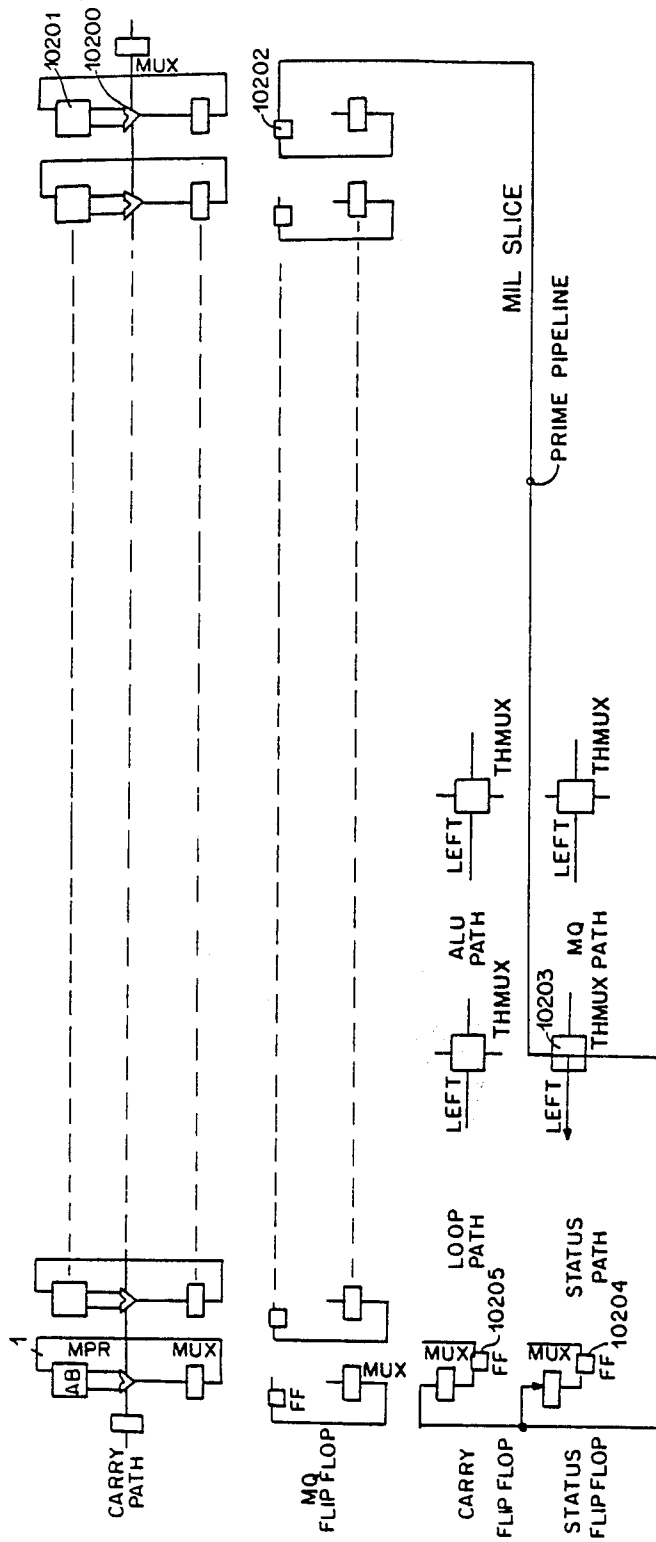 10201
10200
MUX
1
MPR
AB
MUX
CARRY
PATH
10202
FF
MUX
MQ
FLIP FLOP
MIL SLICE
PRIME PIPELINE
LEFT
THMUX
ALU
PATH
LEFT
THMUX
LOOP
PATH
MUX
FF
10205
CARRY
FLIP FLOP
LEFT
THMUX
MQ
PATH
10203
LEFT
THMUX
STATUS
PATH
MUX
FF
10204
STATUS
FLIP FLOP